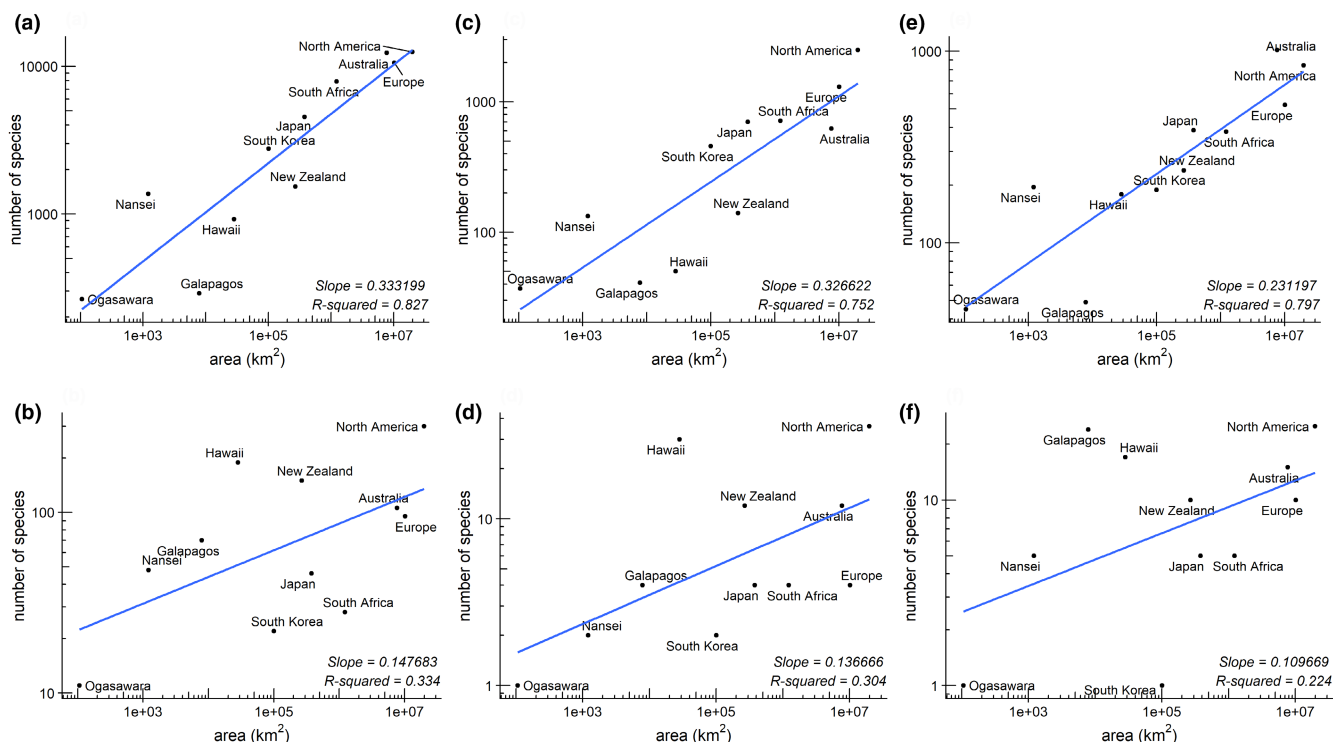 (a)
number of species
10000
1000
North America
Australia
Europe
South Africa
Japan
South Korea
New Zealand
Nansei
Hawaii
Galapagos
Ogasawara
Slope = 0.333199
R-squared = 0.827
1e+03 1e+05 1e+07
area (km²)
(c)
number of species
1000
100
North America
Europe
South Africa
Japan
Australia
South Korea
New Zealand
Nansei
Hawaii
Ogasawara
Galapagos
Slope = 0.326622
R-squared = 0.752
1e+03 1e+05 1e+07
area (km²)
(e)
number of species
1000
100
Australia
North America
Europe
Japan
South Africa
New Zealand
South Korea
Nansei
Hawaii
Ogasawara
Galapagos
Slope = 0.231197
R-squared = 0.797
1e+03 1e+05 1e+07
area (km²)
(b)
number of species
100
10
North America
Hawaii
New Zealand
Australia
Europe
Galapagos
Nansei
Japan
South Africa
South Korea
Ogasawara
Slope = 0.147683
R-squared = 0.334
1e+03 1e+05 1e+07
area (km²)
(d)
number of species
10
1
North America
Hawaii
New Zealand
Australia
Galapagos
Europe
Japan
South Africa
Nansei
South Korea
Ogasawara
Slope = 0.136666
R-squared = 0.304
1e+03 1e+05 1e+07
area (km²)
(f)
number of species
10
1
North America
Galapagos
Hawaii
Australia
New Zealand
Europe
Nansei
Japan
South Africa
Ogasawara
South Korea
Slope = 0.109669
R-squared = 0.224
1e+03 1e+05 1e+07
area (km²)